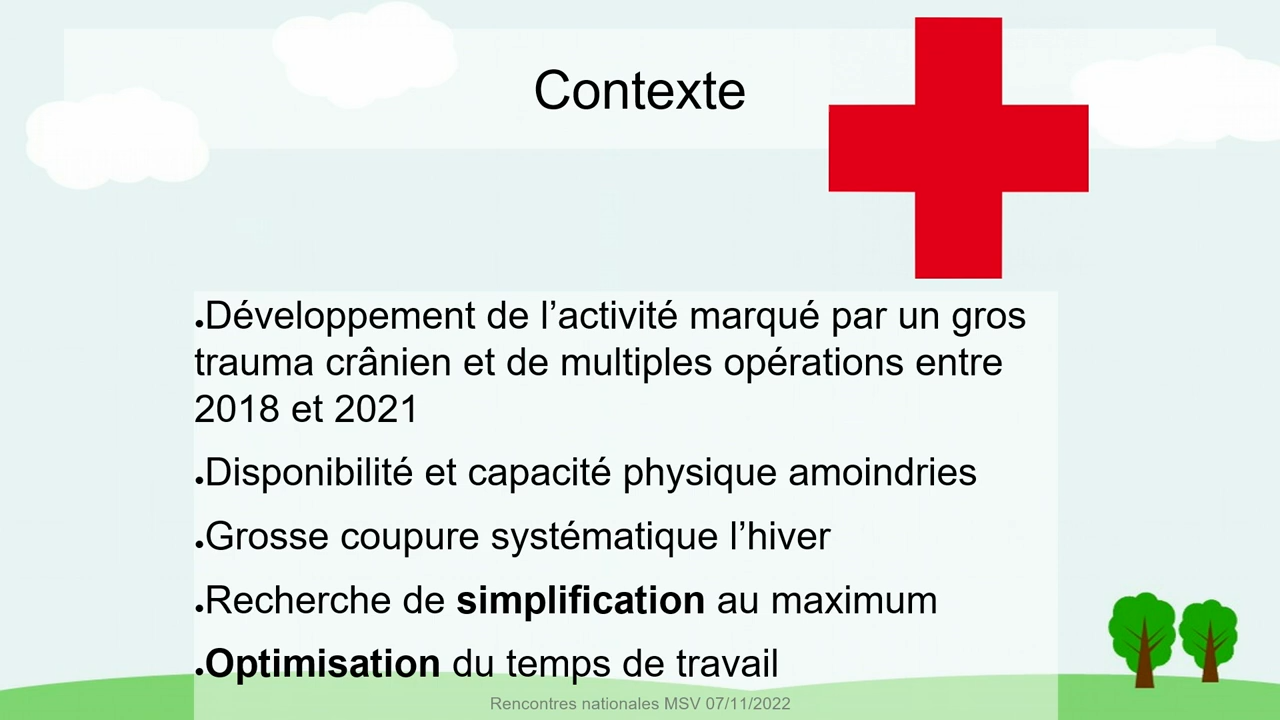 Contexte
●Développement de l’activité marqué par un gros
trauma crânien et de multiples opérations entre
2018 et 2021
●Disponibilité et capacité physique amoindries
●Grosse coupure systématique l’hiver
●Recherche de simplification au maximum
●Optimisation du temps de travail
Rencontres nationales MSV 07/11/2022